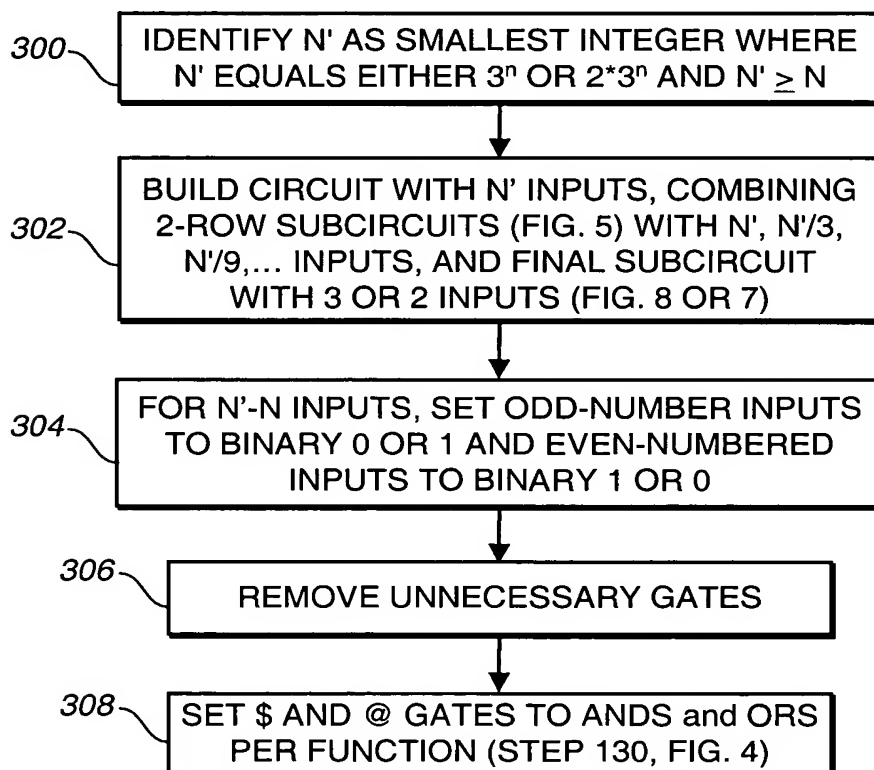 300
IDENTIFY N' AS SMALLEST INTEGER WHERE
N' EQUALS EITHER 3ⁿ OR 2*3ⁿ AND N' ≥ N
302
BUILD CIRCUIT WITH N' INPUTS, COMBINING
2-ROW SUBCIRCUITS (FIG. 5) WITH N', N'/3,
N'/9,... INPUTS, AND FINAL SUBCIRCUIT
WITH 3 OR 2 INPUTS (FIG. 8 OR 7)
304
FOR N'-N INPUTS, SET ODD-NUMBER INPUTS
TO BINARY 0 OR 1 AND EVEN-NUMBERED
INPUTS TO BINARY 1 OR 0
306
REMOVE UNNECESSARY GATES
308
SET $ AND @ GATES TO ANDS and ORS
PER FUNCTION (STEP 130, FIG. 4)